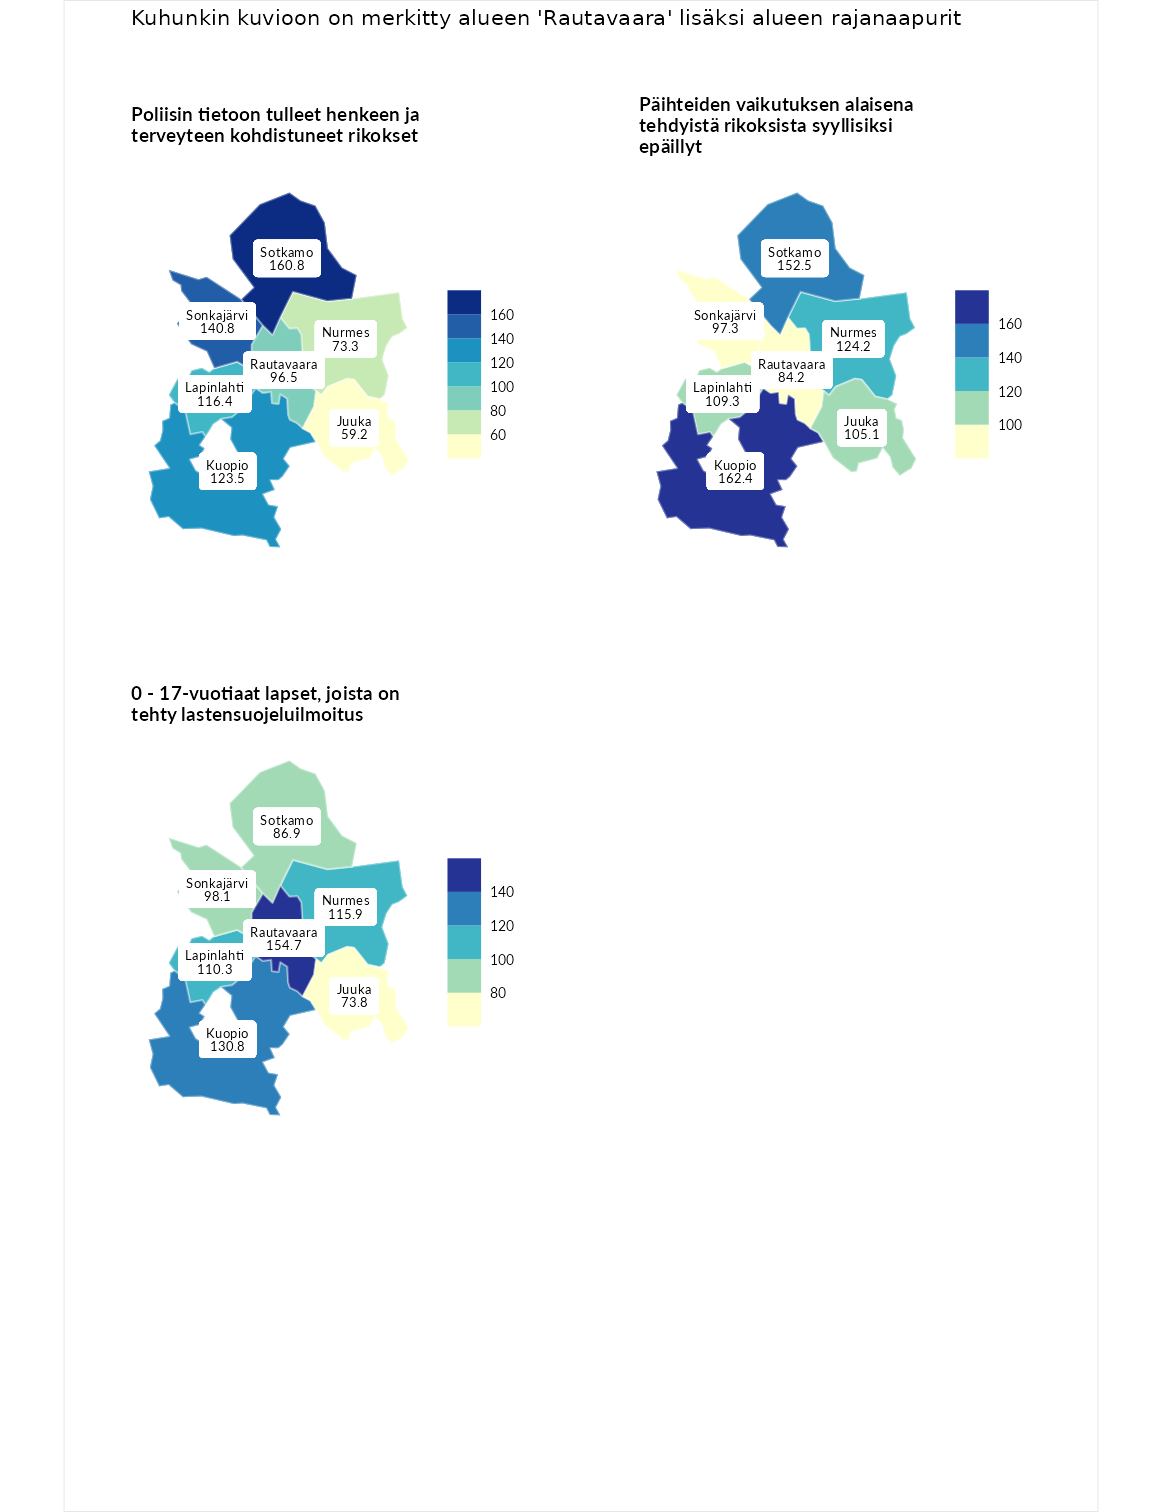 Kuhunkin kuvioon on merkitty alueen 'Rautavaara' lisäksi alueen rajanaapurit
Poliisin tietoon tulleet henkeen ja
terveyteen kohdistuneet rikokset
Sotkamo
160.8
Sonkajärvi
140.8
Nurmes
73.3
Rautavaara
96.5
Lapinlahti
116.4
Juuka
59.2
Kuopio
123.5
160
140
120
100
80
60
Päihteiden vaikutuksen alaisena
tehdyistä rikoksista syyllisiksi
epäillyt
Sotkamo
152.5
Sonkajärvi
97.3
Nurmes
124.2
Rautavaara
84.2
Lapinlahti
109.3
Juuka
105.1
Kuopio
162.4
160
140
120
100
0 - 17-vuotiaat lapset, joista on
tehty lastensuojeluilmoitus
Sotkamo
86.9
Sonkajärvi
98.1
Nurmes
115.9
Rautavaara
154.7
Lapinlahti
110.3
Juuka
73.8
Kuopio
130.8
140
120
100
80